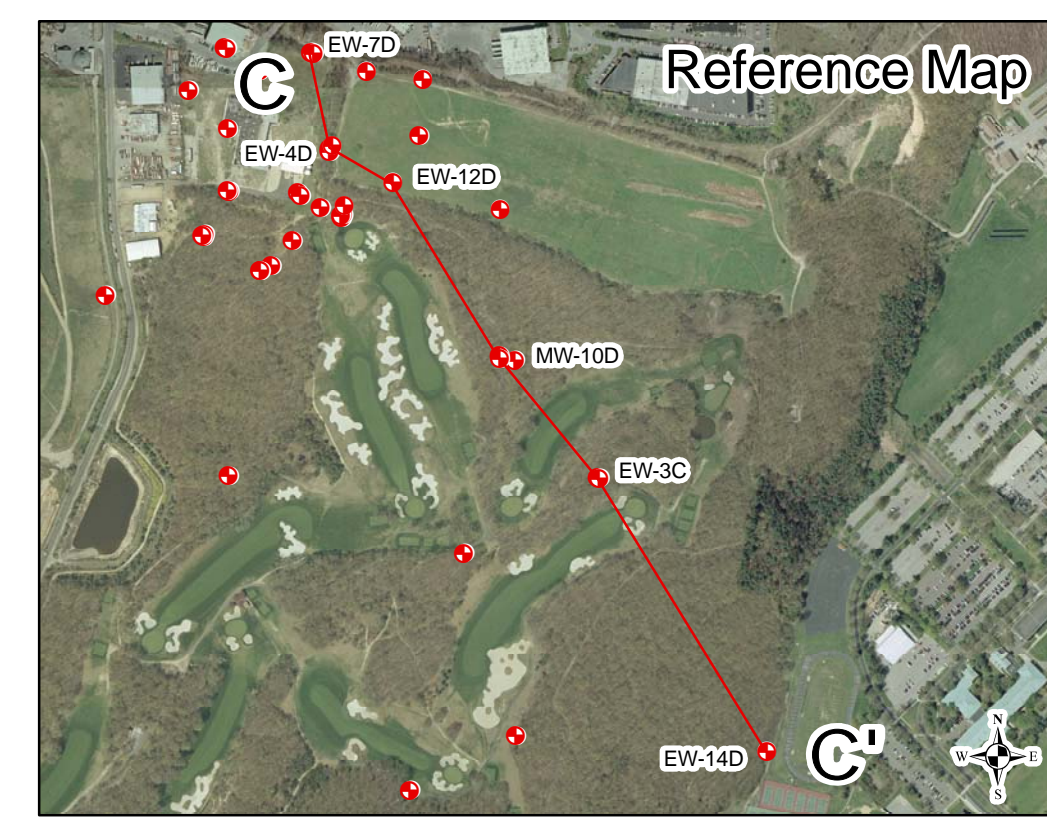 EW-7D
Reference Map
C
EW-4D
EW-12D
MW-10D
EW-3C
EW-14D
C'
N
W E
S